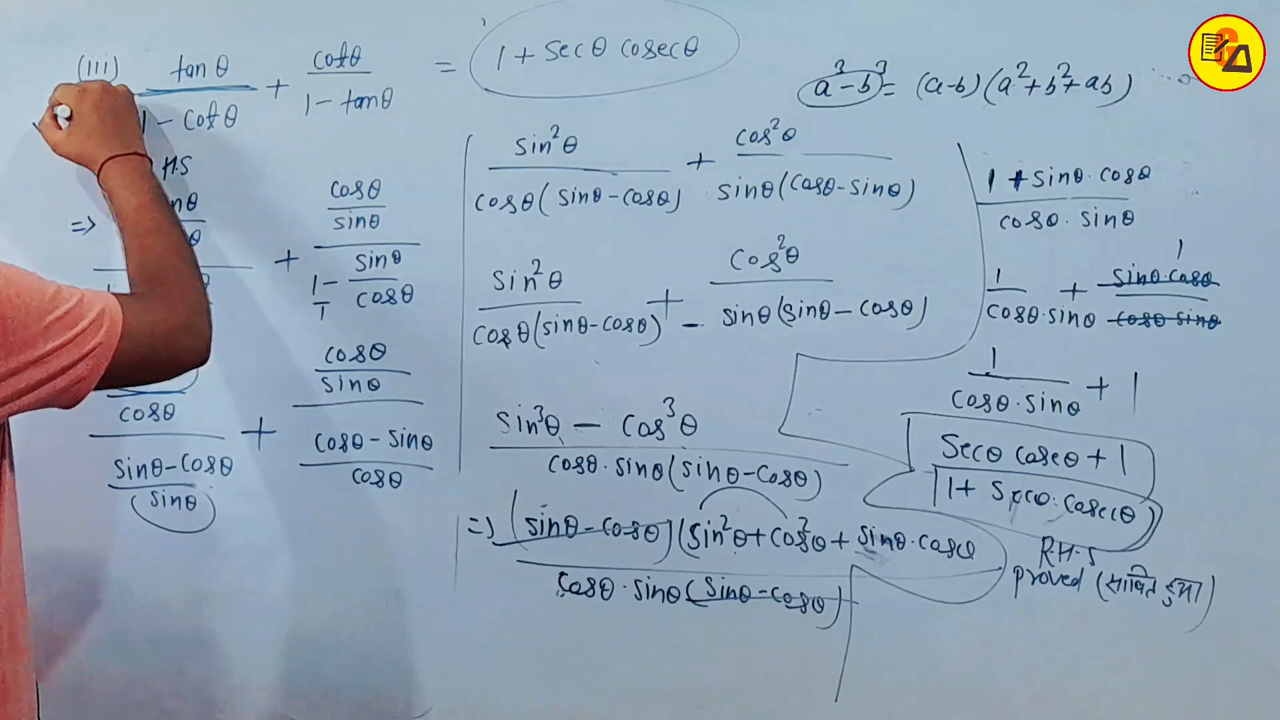 (iii) tanθ / 1 - cotθ + cotθ / 1 - tanθ = 1 + secθ cosecθ
a³ - b³ = (a-b)(a²+b²+ab)
H.S
=>
+ cosθ / sinθ
1/1 - sinθ / cosθ
cosθ / sinθ-cosθ / sinθ + cosθ / sinθ / cosθ - sinθ / cosθ
sin²θ / cosθ(sinθ-cosθ) + cos²θ / sinθ(cosθ-sinθ)
sin²θ / cosθ(sinθ-cosθ) + cos²θ / - sinθ(sinθ-cosθ)
sin³θ - cos³θ / cosθ·sinθ(sinθ-cosθ)
=> (sinθ-cosθ)(sin²θ+cos²θ+sinθ·cosθ / cosθ·sinθ(sinθ-cosθ)
1 + sinθ·cosθ / cosθ·sinθ
1 / cosθ·sinθ + sinθ·cosθ / cosθ·sinθ 1
1 / cosθ·sinθ + 1
secθ cosecθ + 1
1 + secθ·cosecθ
R.H.S
proved (साबित हुआ)